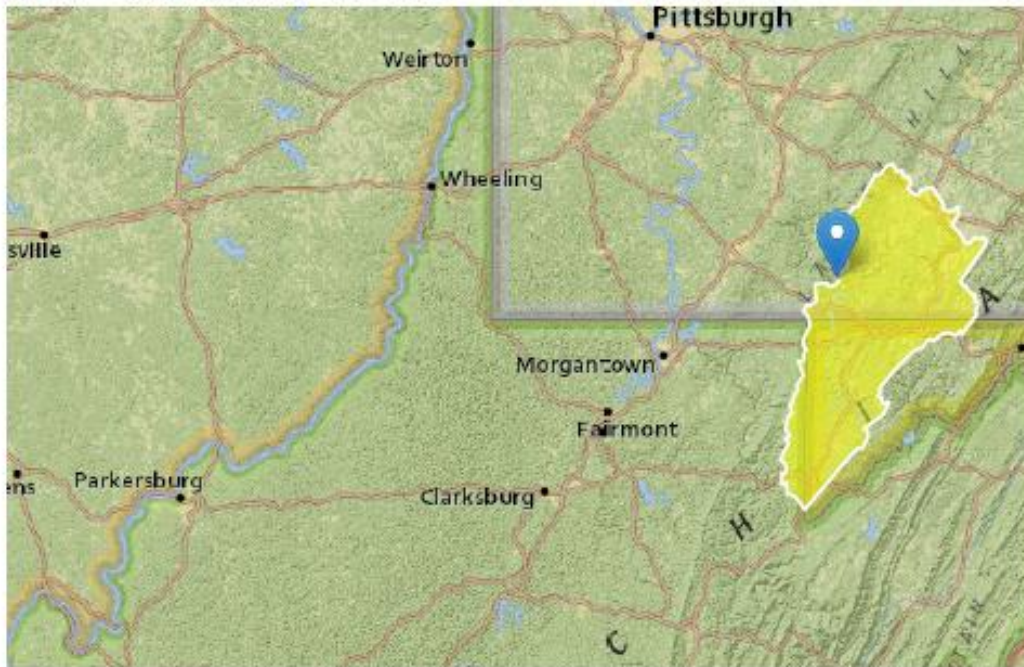 Pittsburgh
Weirton
H I L L
Wheeling
sville
A
Morgantown
Fairmont
I
Parkersburg
ens
Clarksburg
H
C